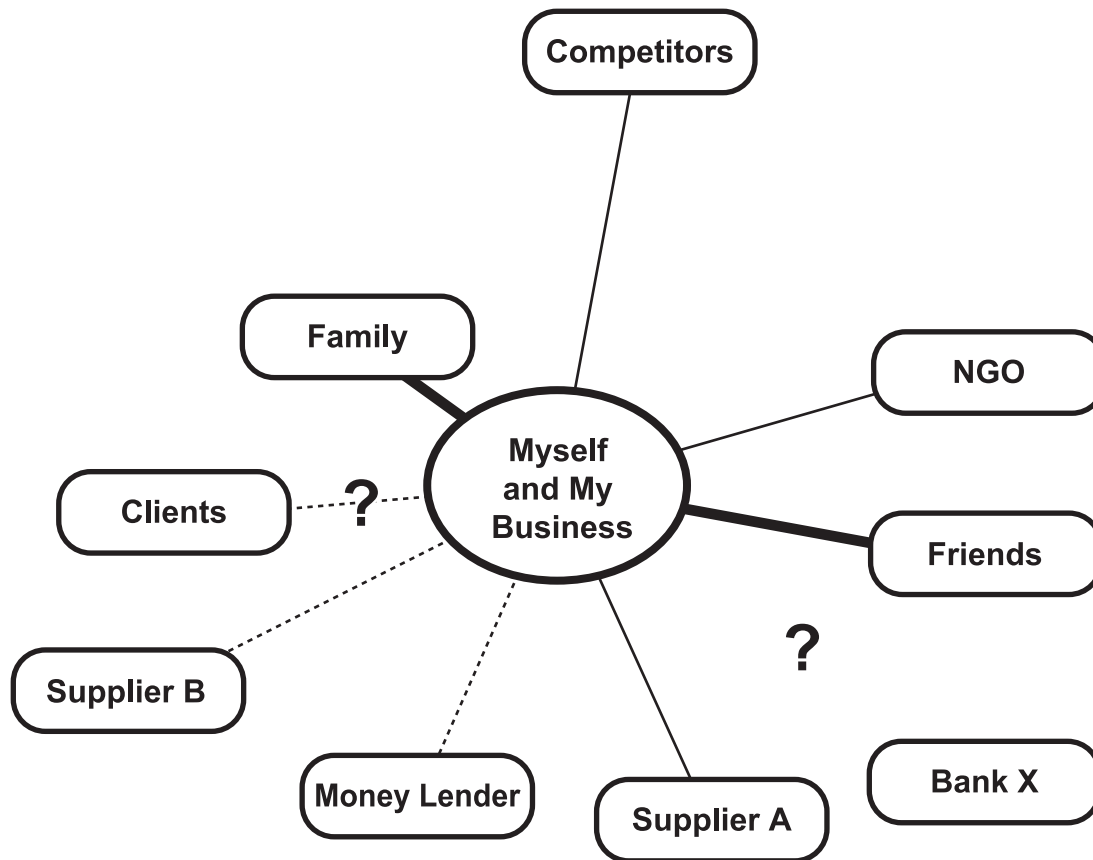 Competitors
Family
NGO
Myself
and My
Business
Clients
?
Friends
?
Supplier B
Money Lender
Supplier A
Bank X